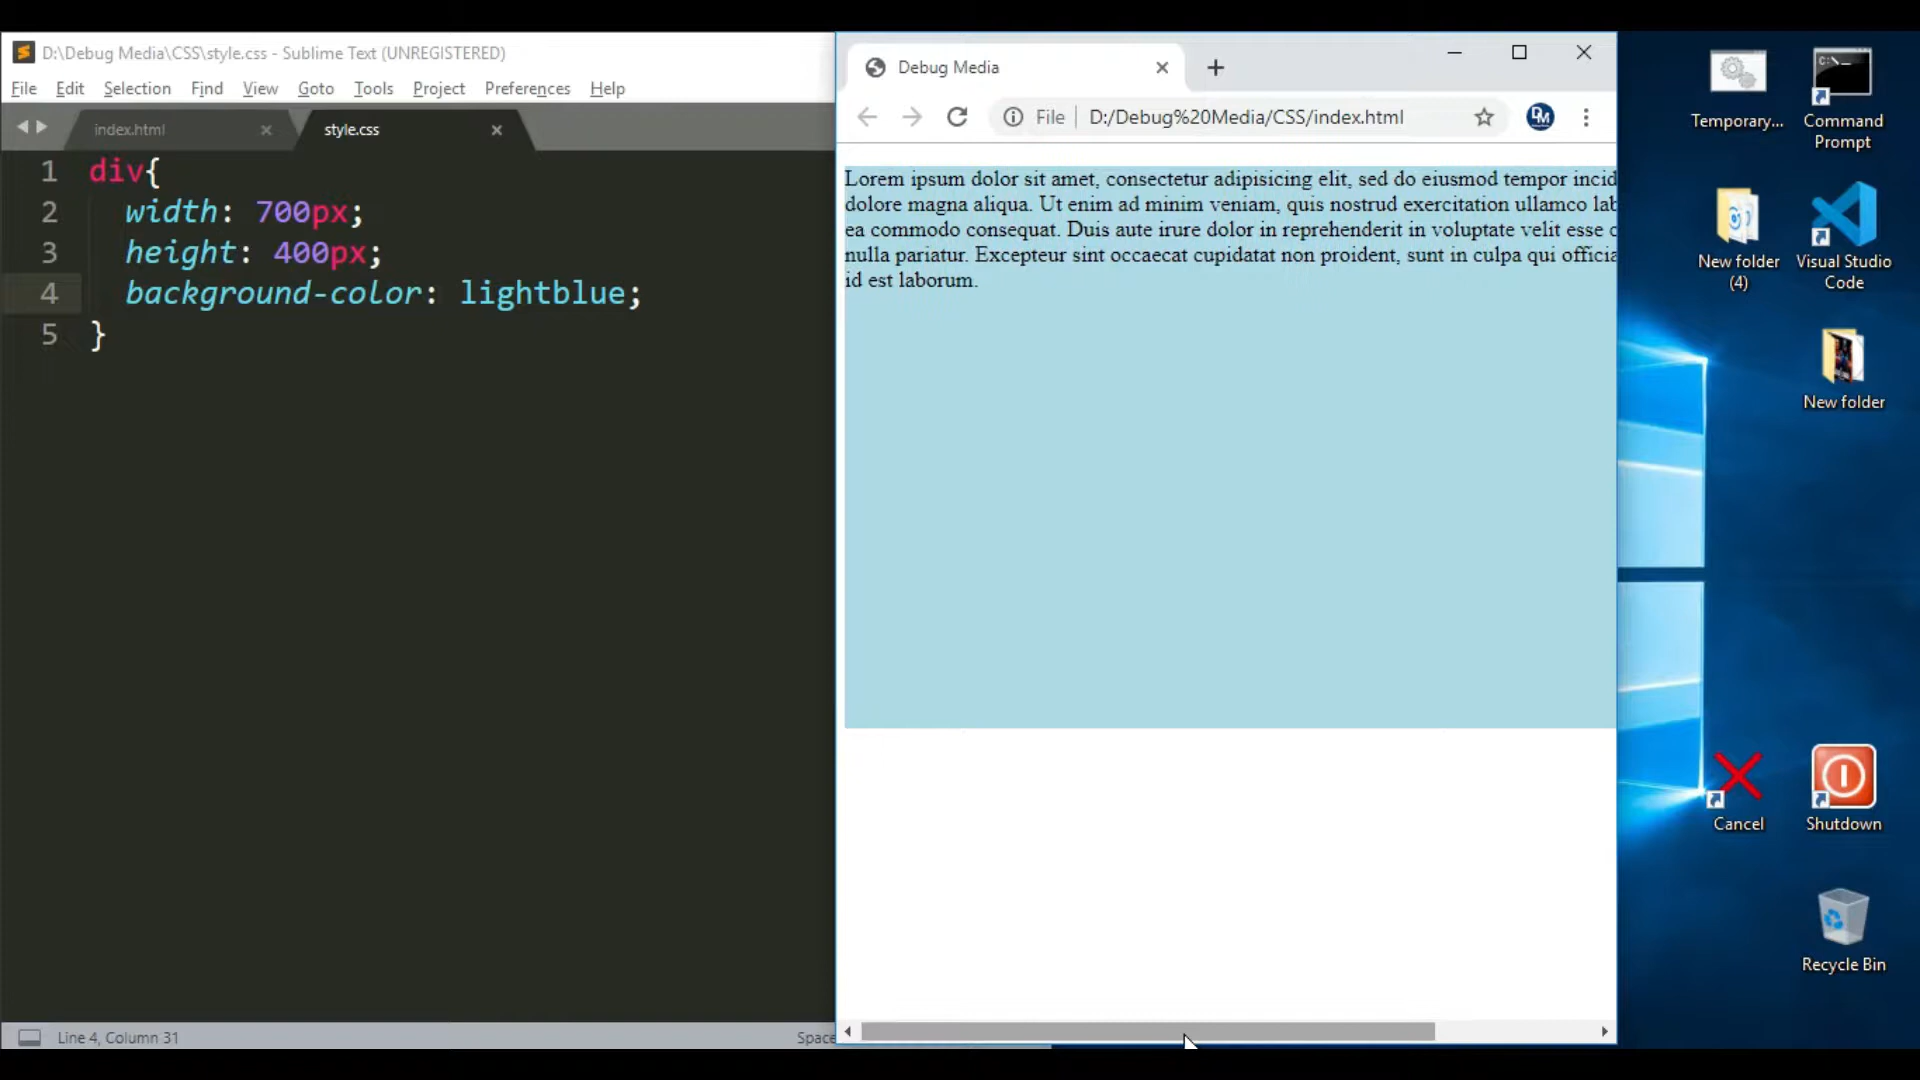 D:\Debug Media\CSS\style.css - Sublime Text (UNREGISTERED)
File Edit Selection Find View Goto Tools Project Preferences Help
index.html
style.css
1 div{
2 width: 700px;
3 height: 400px;
4 background-color: lightblue;
5 }
Line 4, Column 31
Space
Debug Media
File D:/Debug%20Media/CSS/index.html
DM
Lorem ipsum dolor sit amet, consectetur adipisicing elit, sed do eiusmod tempor incid
dolore magna aliqua. Ut enim ad minim veniam, quis nostrud exercitation ullamco lab
ea commodo consequat. Duis aute irure dolor in reprehenderit in voluptate velit esse c
nulla pariatur. Excepteur sint occaecat cupidatat non proident, sunt in culpa qui officia
id est laborum.
Temporary...
C:\
Command
Prompt
New folder
(4)
Visual Studio
Code
New folder
Cancel
Shutdown
Recycle Bin